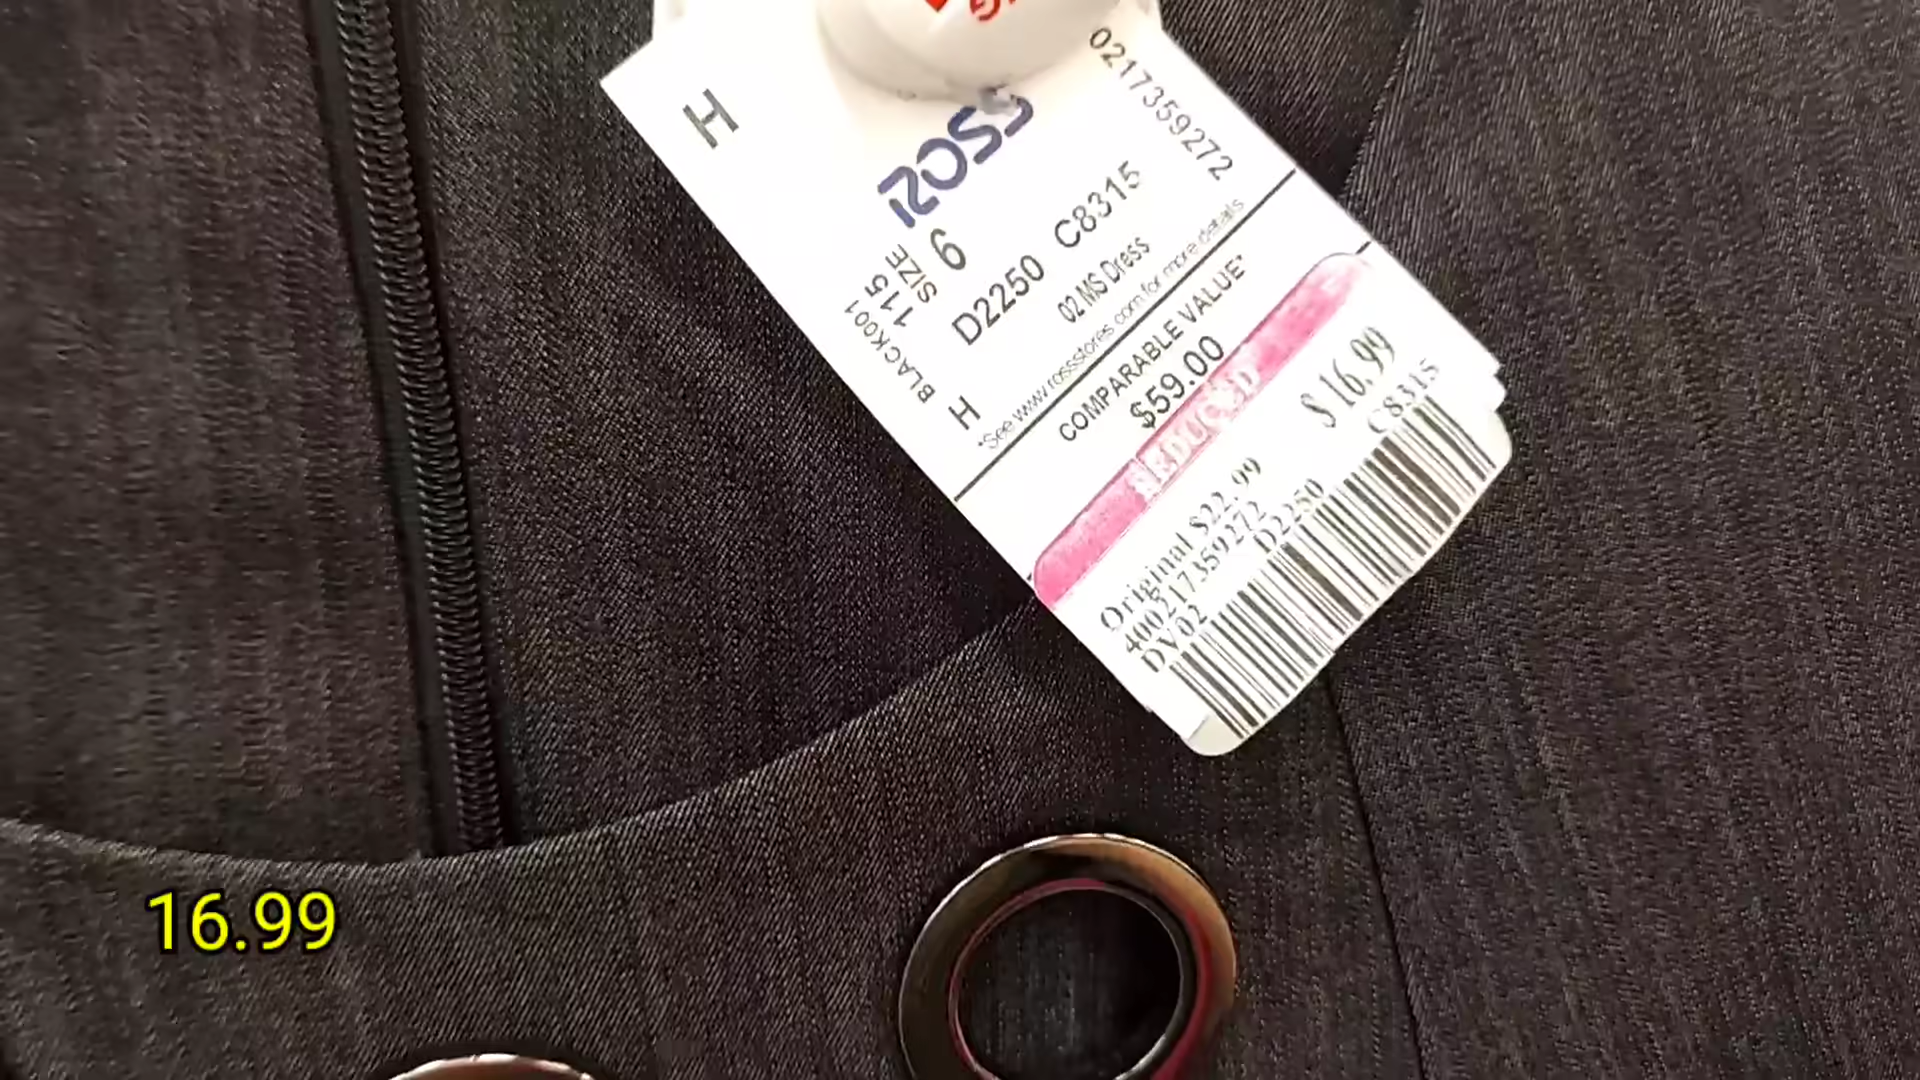 H
ROSS
0217359272
SIZE 6
115
BLACK001
D2250 C8315
02 MS Dress
H
*See www.rossstores.com for more details
COMPARABLE VALUE*
$59.00
REDUCED
$16.99
Original $22.99
C8315
400217359272
DV02 D2250
16.99